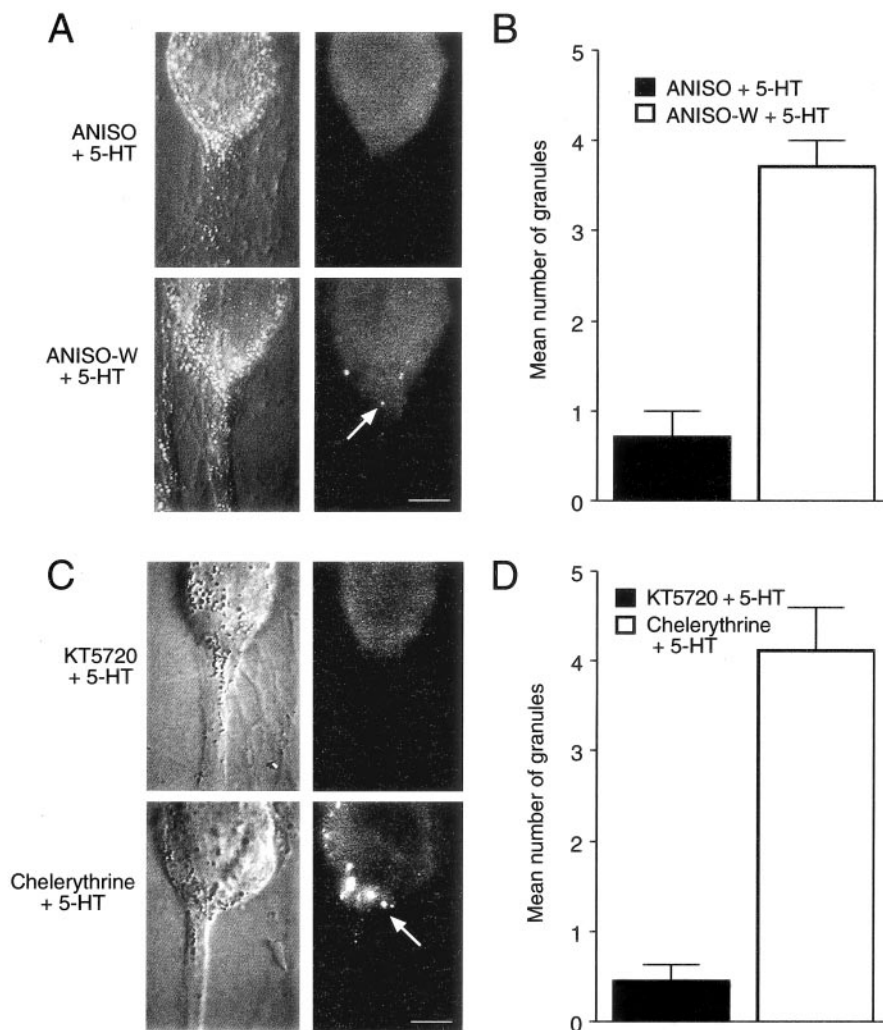 A
ANISO
+ 5-HT
ANISO-W
+ 5-HT
B
Mean number of granules
5
4
3
2
1
0
ANISO + 5-HT
ANISO-W + 5-HT
C
KT5720
+ 5-HT
Chelerythrine
+ 5-HT
D
Mean number of granules
5
4
3
2
1
0
KT5720 + 5-HT
Chelerythrine
+ 5-HT